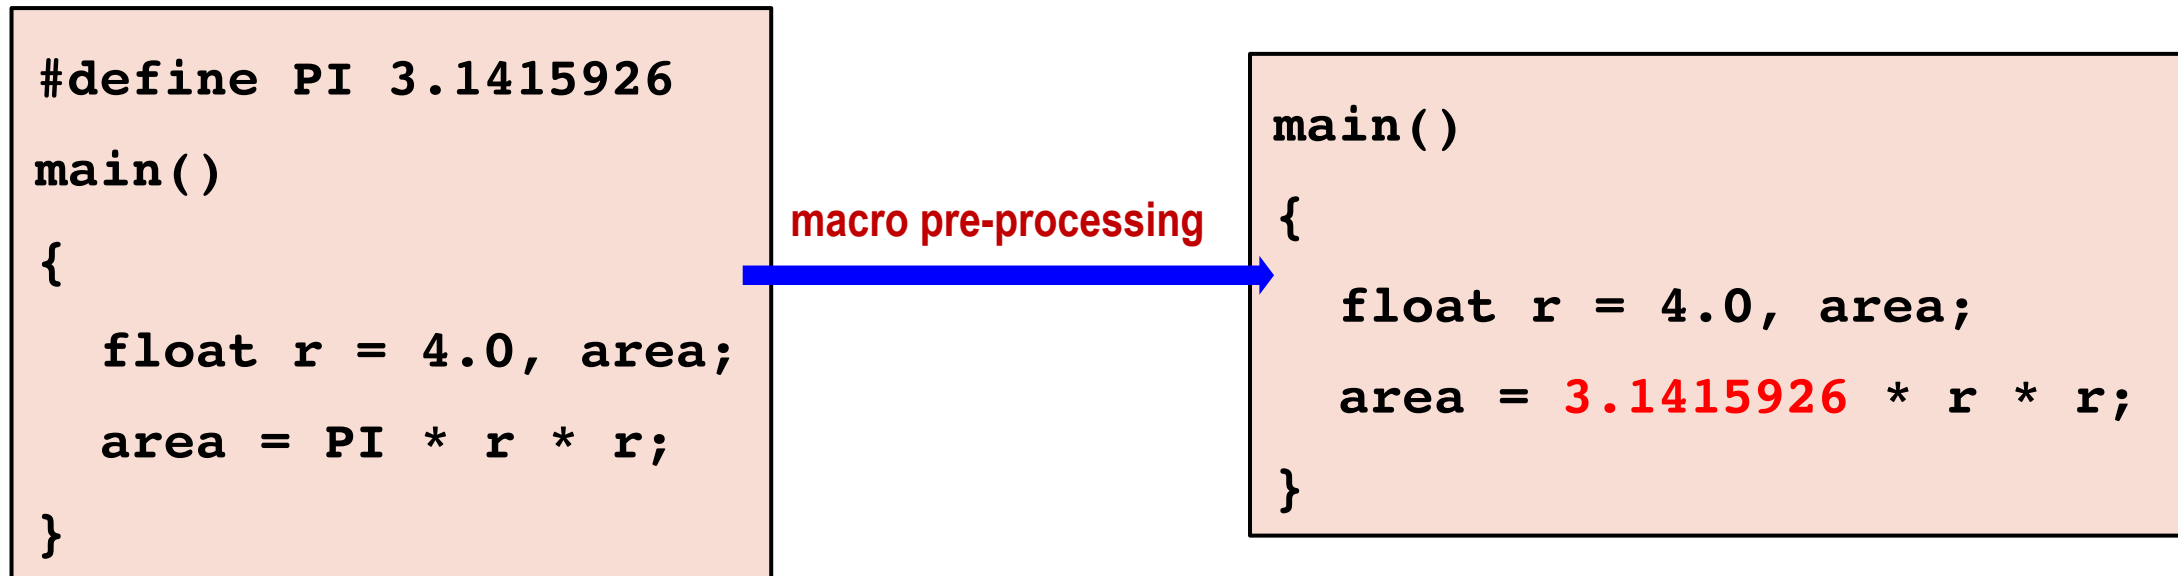 #define PI 3.1415926
main()
{
float r = 4.0, area;
area = PI * r * r;
}
macro pre-processing
main()
{
float r = 4.0, area;
area = 3.1415926 * r * r;
}